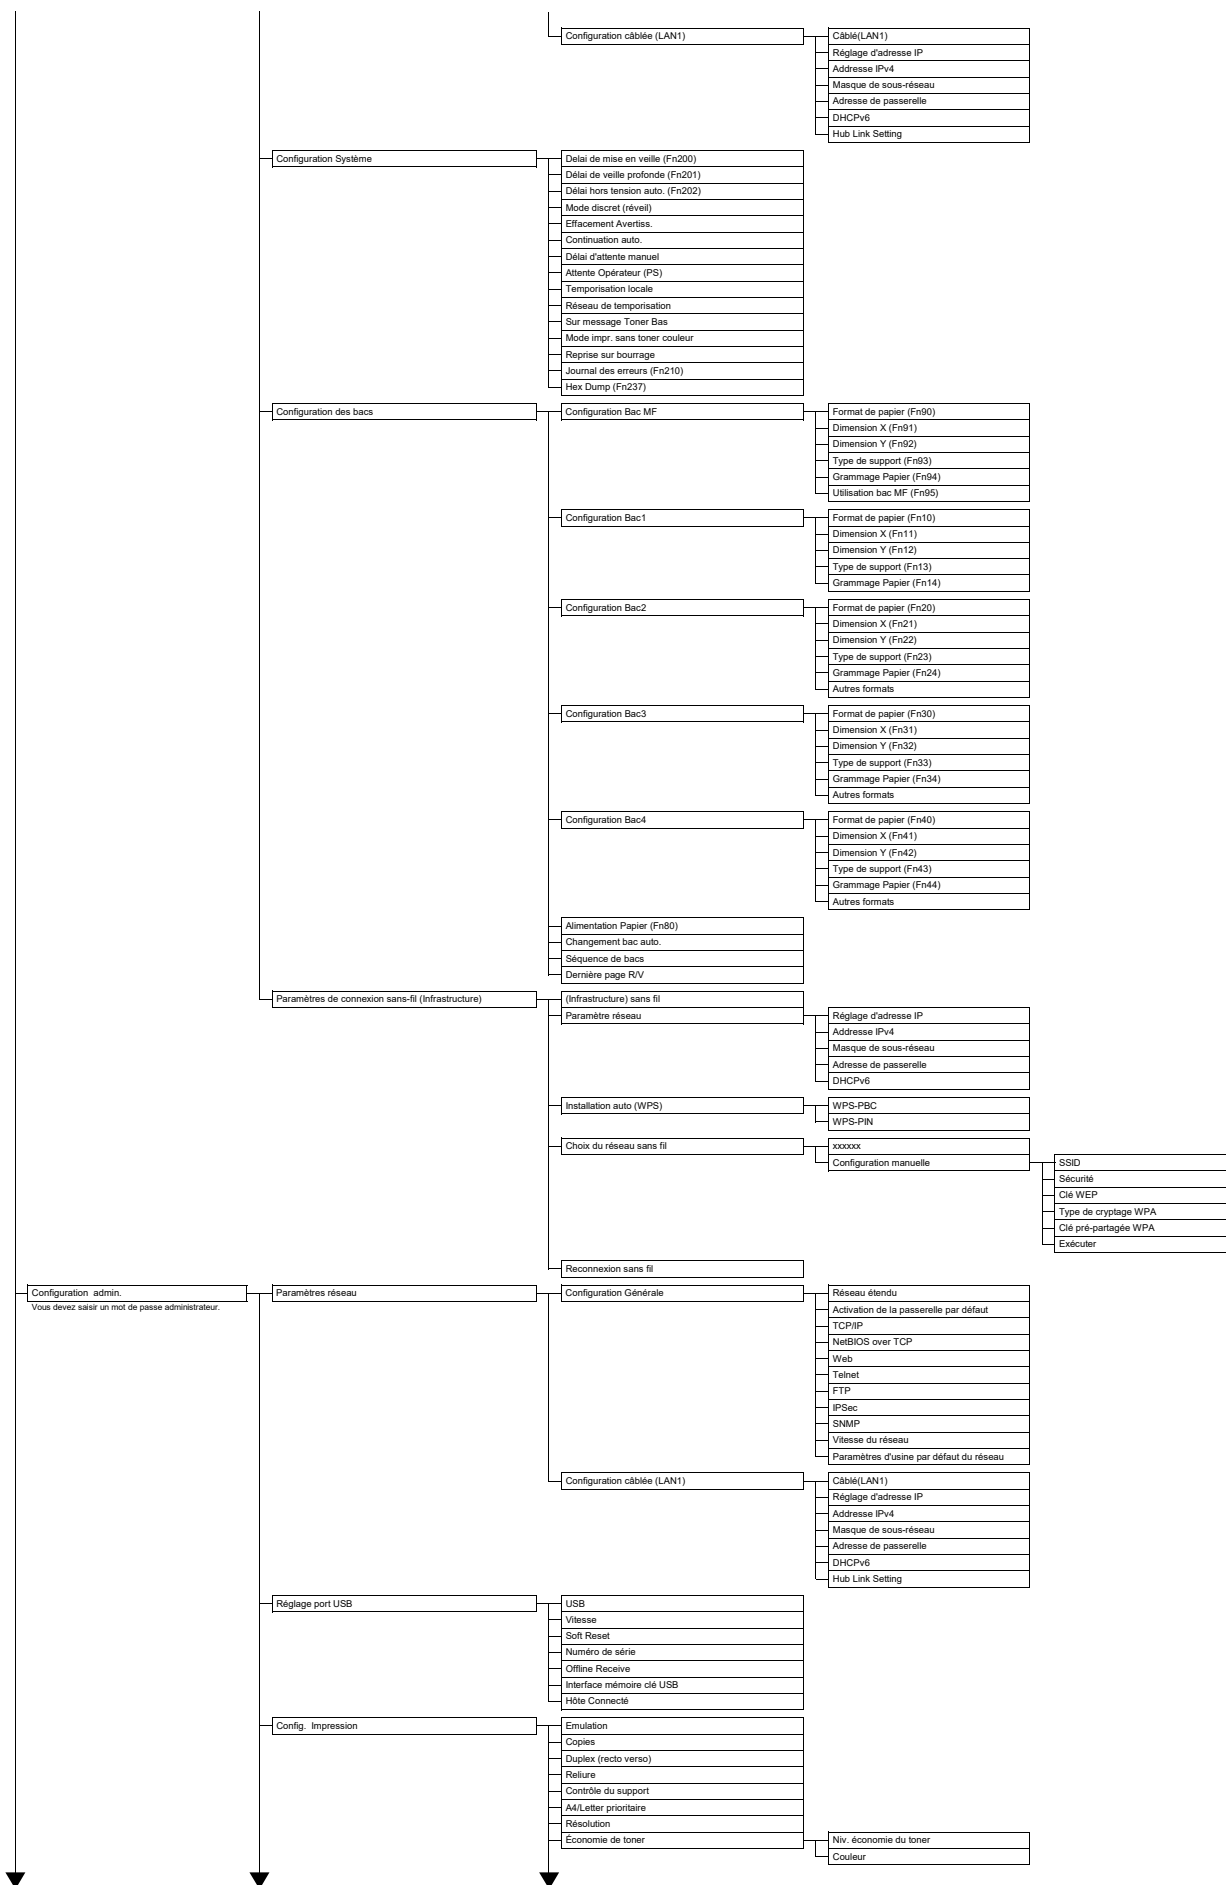 Configuration câblée (LAN1)
Câblé(LAN1)
Réglage d'adresse IP
Addresse IPv4
Masque de sous-réseau
Adresse de passerelle
DHCPv6
Hub Link Setting
Configuration Système
Delai de mise en veille (Fn200)
Délai de veille profonde (Fn201)
Délai hors tension auto. (Fn202)
Mode discret (réveil)
Effacement Avertiss.
Continuation auto.
Délai d'attente manuel
Attente Opérateur (PS)
Temporisation locale
Réseau de temporisation
Sur message Toner Bas
Mode impr. sans toner couleur
Reprise sur bourrage
Journal des erreurs (Fn210)
Hex Dump (Fn237)
Configuration des bacs
Configuration Bac MF
Format de papier (Fn90)
Dimension X (Fn91)
Dimension Y (Fn92)
Type de support (Fn93)
Grammage Papier (Fn94)
Utilisation bac MF (Fn95)
Configuration Bac1
Format de papier (Fn10)
Dimension X (Fn11)
Dimension Y (Fn12)
Type de support (Fn13)
Grammage Papier (Fn14)
Configuration Bac2
Format de papier (Fn20)
Dimension X (Fn21)
Dimension Y (Fn22)
Type de support (Fn23)
Grammage Papier (Fn24)
Autres formats
Configuration Bac3
Format de papier (Fn30)
Dimension X (Fn31)
Dimension Y (Fn32)
Type de support (Fn33)
Grammage Papier (Fn34)
Autres formats
Configuration Bac4
Format de papier (Fn40)
Dimension X (Fn41)
Dimension Y (Fn42)
Type de support (Fn43)
Grammage Papier (Fn44)
Autres formats
Alimentation Papier (Fn80)
Changement bac auto.
Séquence de bacs
Dernière page R/V
Paramètres de connexion sans-fil (Infrastructure)
(Infrastructure) sans fil
Paramètre réseau
Réglage d'adresse IP
Addresse IPv4
Masque de sous-réseau
Adresse de passerelle
DHCPv6
Installation auto (WPS)
WPS-PBC
WPS-PIN
Choix du réseau sans fil
xxxxxx
Configuration manuelle
SSID
Sécurité
Clé WEP
Type de cryptage WPA
Clé pré-partagée WPA
Exécuter
Reconnexion sans fil
Configuration admin.
Vous devez saisir un mot de passe administrateur.
Paramètres réseau
Configuration Générale
Réseau étendu
Activation de la passerelle par défaut
TCP/IP
NetBIOS over TCP
Web
Telnet
FTP
IPSec
SNMP
Vitesse du réseau
Paramètres d'usine par défaut du réseau
Configuration câblée (LAN1)
Câblé(LAN1)
Réglage d'adresse IP
Addresse IPv4
Masque de sous-réseau
Adresse de passerelle
DHCPv6
Hub Link Setting
Réglage port USB
USB
Vitesse
Soft Reset
Numéro de série
Offline Receive
Interface mémoire clé USB
Hôte Connecté
Config. Impression
Emulation
Copies
Duplex (recto verso)
Reliure
Contrôle du support
A4/Letter prioritaire
Résolution
Économie de toner
Niv. économie du toner
Couleur